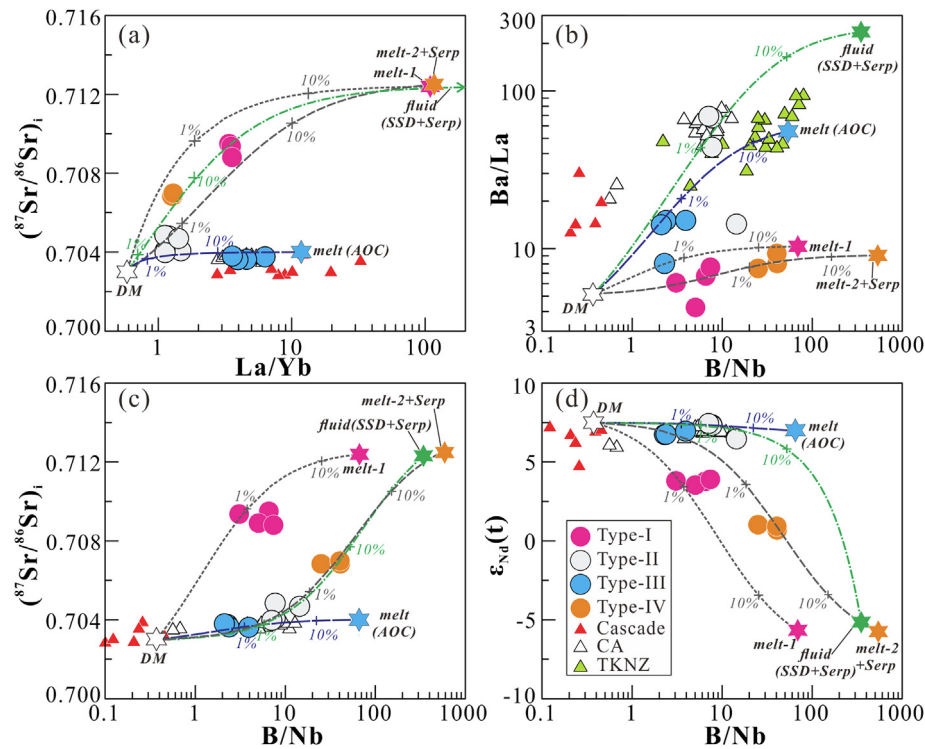 (a)
(⁸⁷Sr/⁸⁶Sr)ᵢ
0.716
0.712
0.708
0.704
0.700
melt-2+Serp
melt-1
fluid
(SSD+Serp)
10%
1%
10%
10%
1%
1%
10%
1%
melt (AOC)
DM
1
10
100
La/Yb
(b)
Ba/La
300
100
10
1
fluid
(SSD+Serp)
10%
melt (AOC)
1%
1%
10%
melt-1
1%
10%
melt-2+Serp
DM
0.1
1
10
100
1000
B/Nb
(c)
(⁸⁷Sr/⁸⁶Sr)ᵢ
0.716
0.712
0.708
0.704
0.700
melt-2+Serp
fluid(SSD+Serp)
melt-1
10%
1%
10%
10%
1%
1%
1%
10%
melt
(AOC)
DM
0.1
1
10
100
1000
B/Nb
(d)
εNd(t)
10
5
0
-5
-10
DM
1%
10%
melt
(AOC)
10%
1%
1%
10%
10%
melt-1
fluid
(SSD+Serp)
melt-2
+Serp
Type-I
Type-II
Type-III
Type-IV
Cascade
CA
TKNZ
0.1
1
10
100
1000
B/Nb